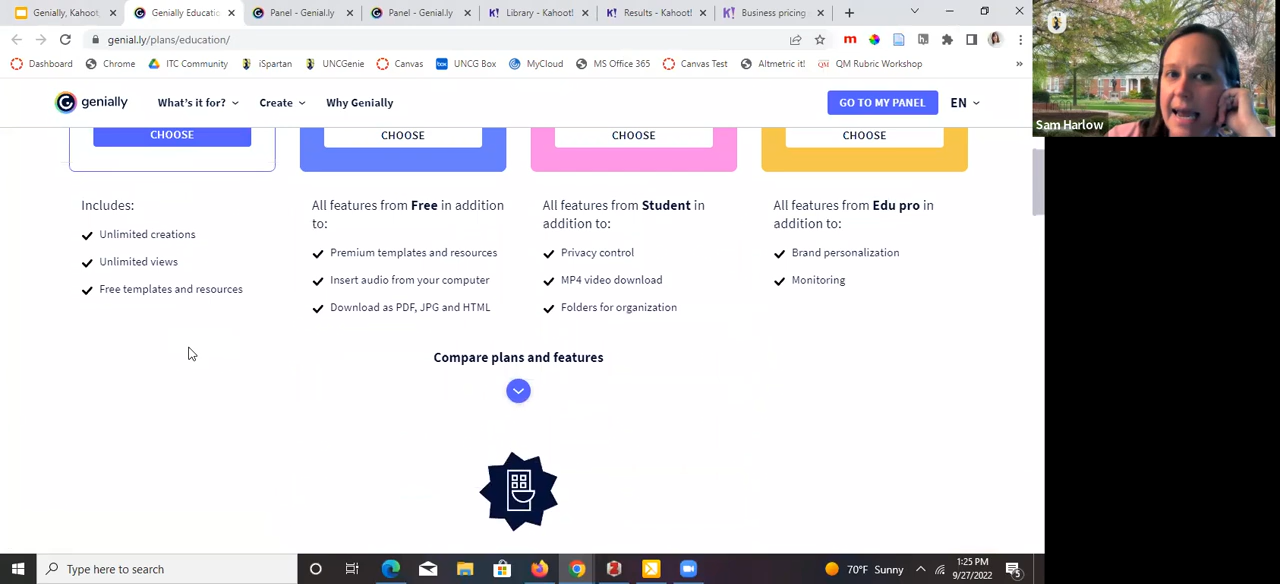 Genially, Kahoot
Genially Educatio
Panel - Genial.ly
Panel - Genial.ly
K! Library - Kahoot!
K! Results - Kahoot!
K! Business pricing
genial.ly/plans/education/
m
Dashboard
Chrome
ITC Community
iSpartan
UNCGenie
Canvas
box UNCG Box
MyCloud
MS Office 365
Canvas Test
Altmetric it!
QM QM Rubric Workshop
»
genially
What's it for?
Create
Why Genially
GO TO MY PANEL
EN
CHOOSE
CHOOSE
CHOOSE
CHOOSE
Includes:
Unlimited creations
Unlimited views
Free templates and resources
All features from Free in addition
to:
Premium templates and resources
Insert audio from your computer
Download as PDF, JPG and HTML
All features from Student in
addition to:
Privacy control
MP4 video download
Folders for organization
All features from Edu pro in
addition to:
Brand personalization
Monitoring
Compare plans and features
Sam Harlow
Type here to search
70°F Sunny
1:25 PM
9/27/2022
5